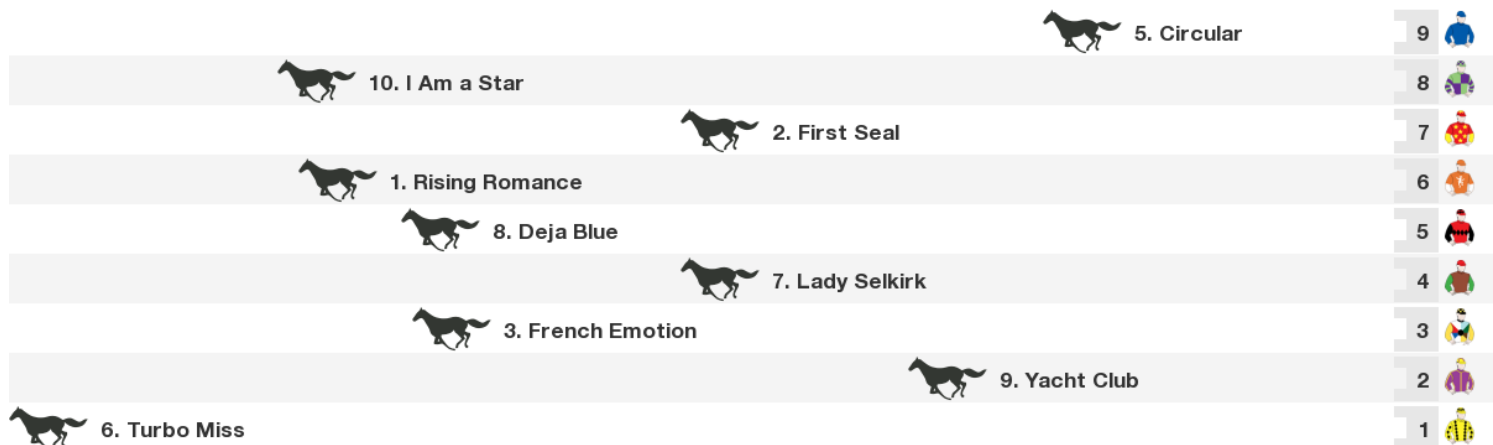 5. Circular 9
10. I Am a Star 8
2. First Seal 7
1. Rising Romance 6
8. Deja Blue 5
7. Lady Selkirk 4
3. French Emotion 3
9. Yacht Club 2
6. Turbo Miss 1